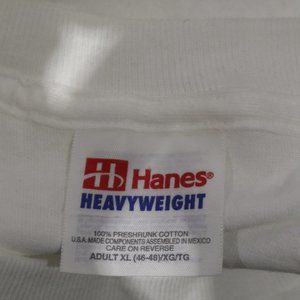 H Hanes®
HEAVYWEIGHT
100% PRESHRUNK COTTON
U.S.A. MADE COMPONENTS ASSEMBLED IN MEXICO
CARE ON REVERSE
ADULT XL (46-48)/XG/TG